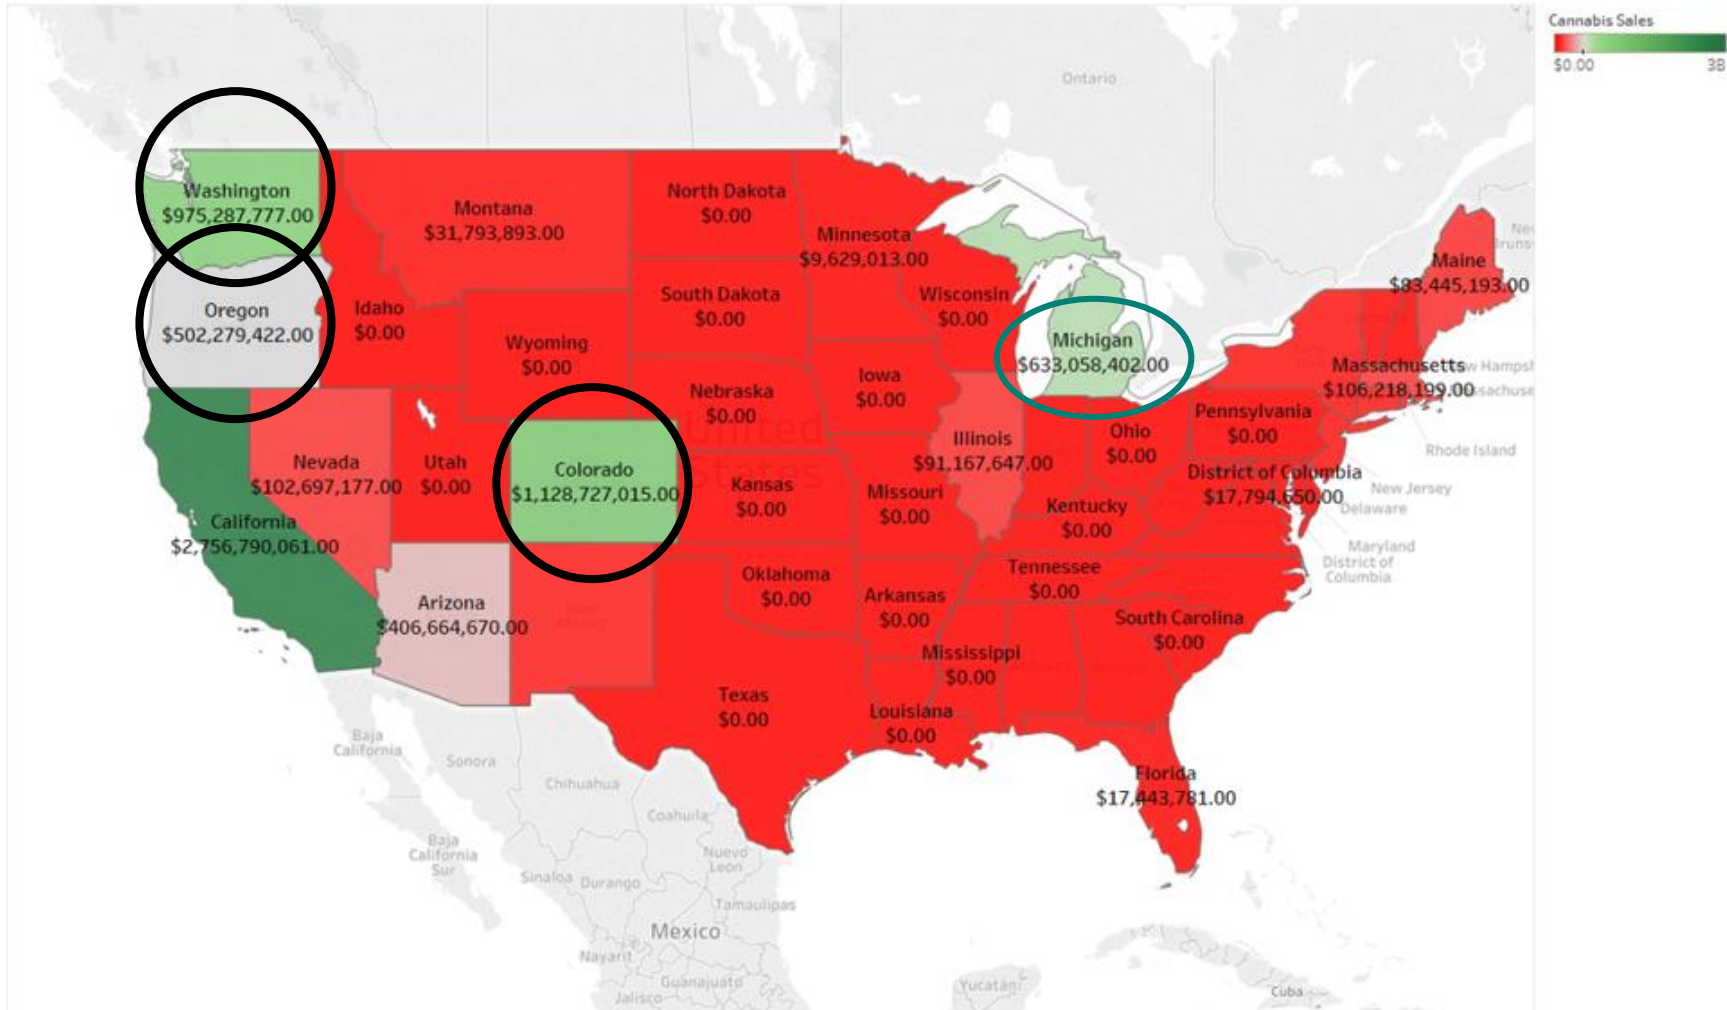 Cannabis Sales
$0.00 3B
Ontario
Washington
$975,287,777.00
Montana
$31,793,893.00
North Dakota
$0.00
Minnesota
$9,629,013.00
Oregon
$502,279,422.00
Idaho
$0.00
South Dakota
$0.00
Wisconsin
$0.00
Wyoming
$0.00
Michigan
$633,058,402.00
Maine
$83,445,193.00
Massachusetts
$106,218,199.00
Nebraska
$0.00
Iowa
$0.00
United
States
Pennsylvania
$0.00
Ohio
$0.00
Illinois
$91,167,647.00
Rhode Island
Nevada
$102,697,177.00
Utah
$0.00
Colorado
$1,128,727,015.00
Kansas
$0.00
Missouri
$0.00
District of Columbia
$17,794,650.00
New Jersey
Delaware
Kentucky
$0.00
California
$2,756,790,061.00
Maryland
District of
Columbia
Oklahoma
$0.00
Tennessee
$0.00
Arizona
$406,664,670.00
Arkansas
$0.00
South Carolina
$0.00
Mississippi
$0.00
Texas
$0.00
Louisiana
$0.00
Florida
$17,443,781.00
Baja
California
Sonora
Chihuahua
Coahuila
Baja
California
Sur
Nuevo
León
Sinaloa
Durango
Tamaulipas
Mexico
Nayarit
Guanajuato
Jalisco
Yucatán
Cuba